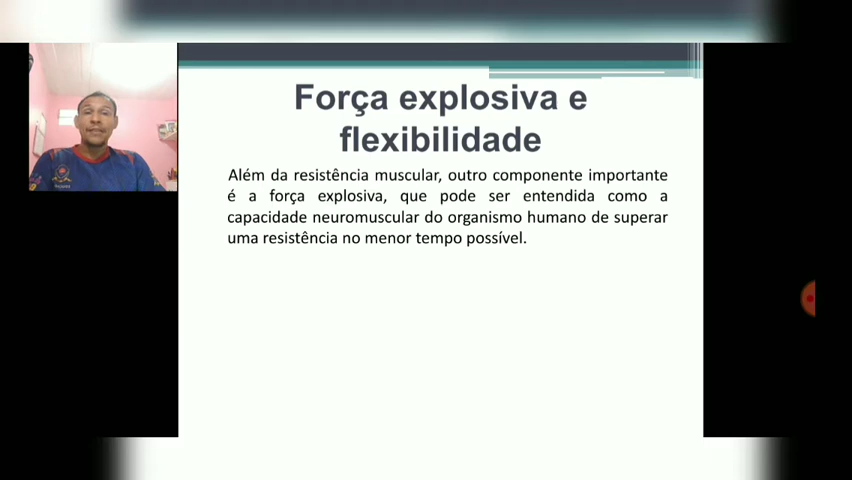 Força explosiva e
flexibilidade
Além da resistência muscular, outro componente importante
é a força explosiva, que pode ser entendida como a
capacidade neuromuscular do organismo humano de superar
uma resistência no menor tempo possível.